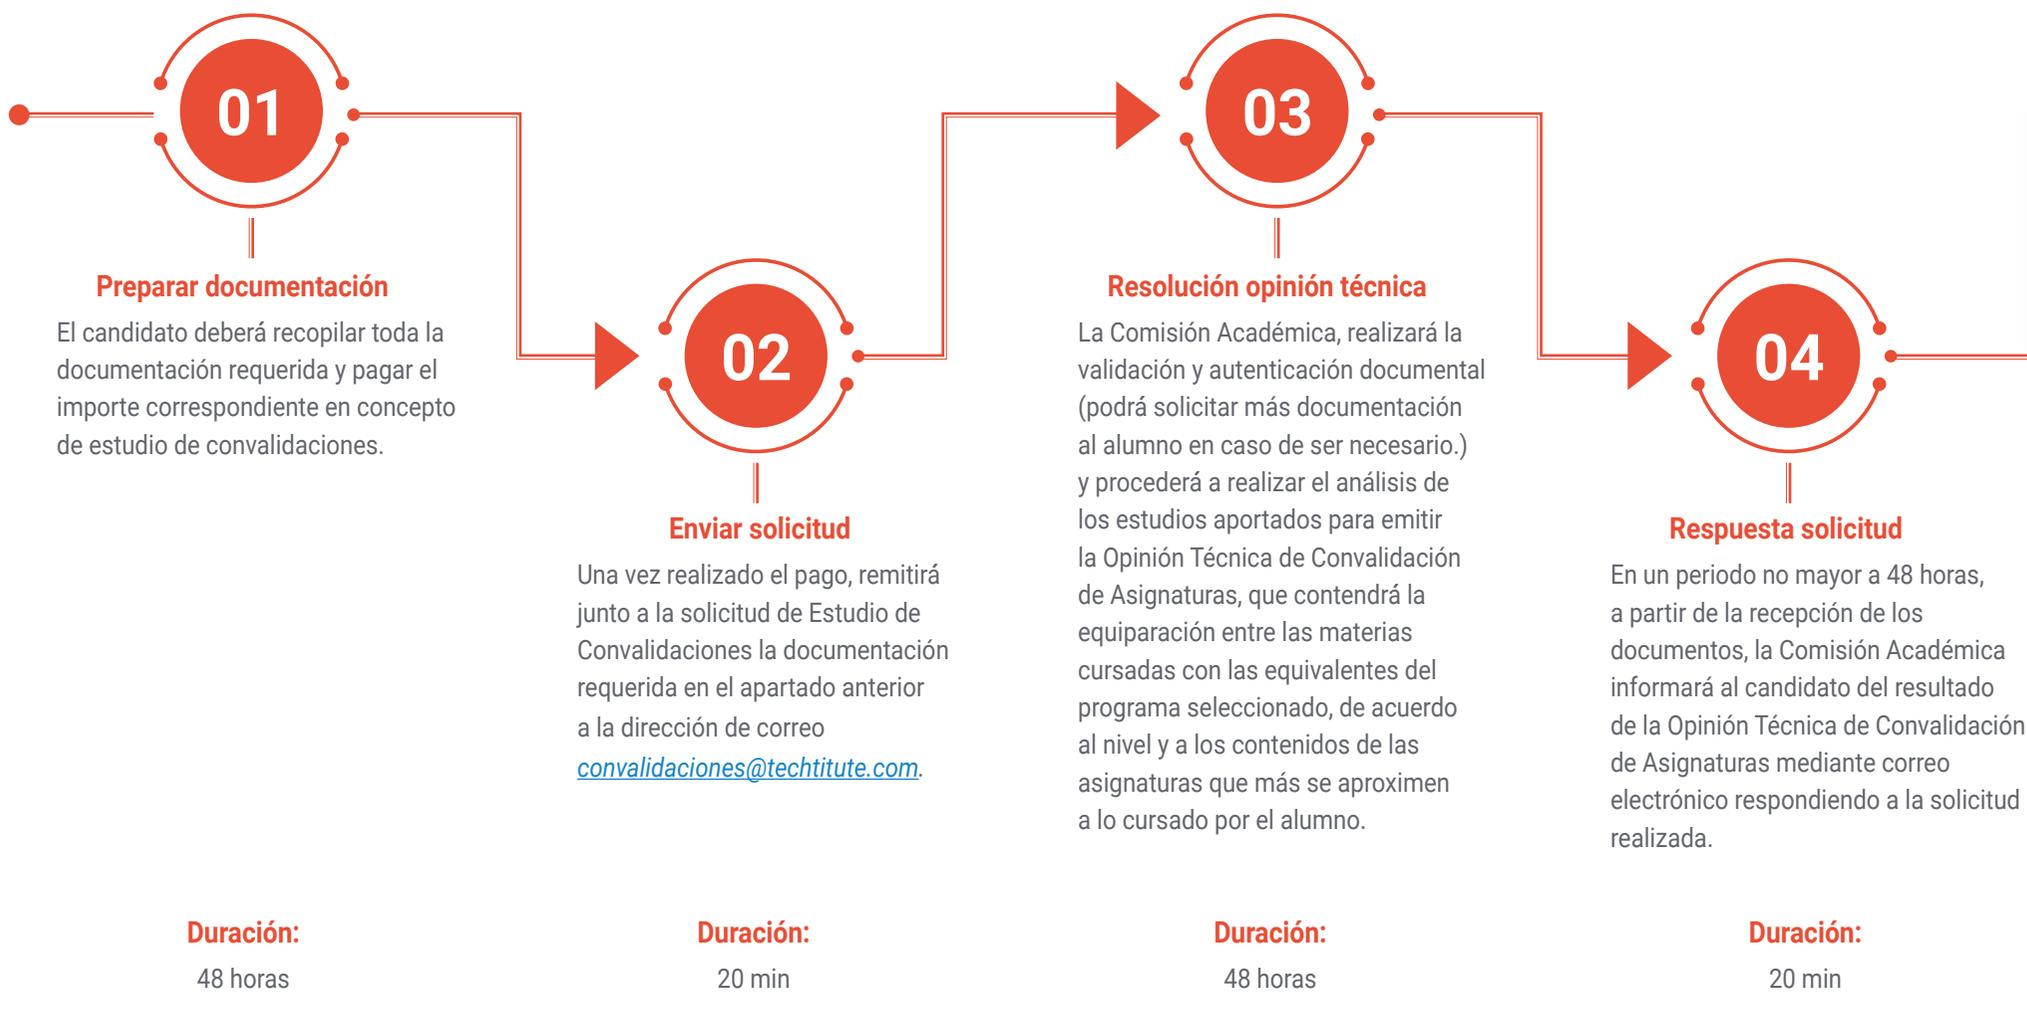 01
Preparar documentación
El candidato deberá recopilar toda la
documentación requerida y pagar el
importe correspondiente en concepto
de estudio de convalidaciones.
Duración:
48 horas
02
Enviar solicitud
Una vez realizado el pago, remitirá
junto a la solicitud de Estudio de
Convalidaciones la documentación
requerida en el apartado anterior
a la dirección de correo
convalidaciones@techtitute.com.
Duración:
20 min
03
Resolución opinión técnica
La Comisión Académica, realizará la
validación y autenticación documental
(podrá solicitar más documentación
al alumno en caso de ser necesario.)
y procederá a realizar el análisis de
los estudios aportados para emitir
la Opinión Técnica de Convalidación
de Asignaturas, que contendrá la
equiparación entre las materias
cursadas con las equivalentes del
programa seleccionado, de acuerdo
al nivel y a los contenidos de las
asignaturas que más se aproximen
a lo cursado por el alumno.
Duración:
48 horas
04
Respuesta solicitud
En un periodo no mayor a 48 horas,
a partir de la recepción de los
documentos, la Comisión Académica
informará al candidato del resultado
de la Opinión Técnica de Convalidación
de Asignaturas mediante correo
electrónico respondiendo a la solicitud
realizada.
Duración:
20 min